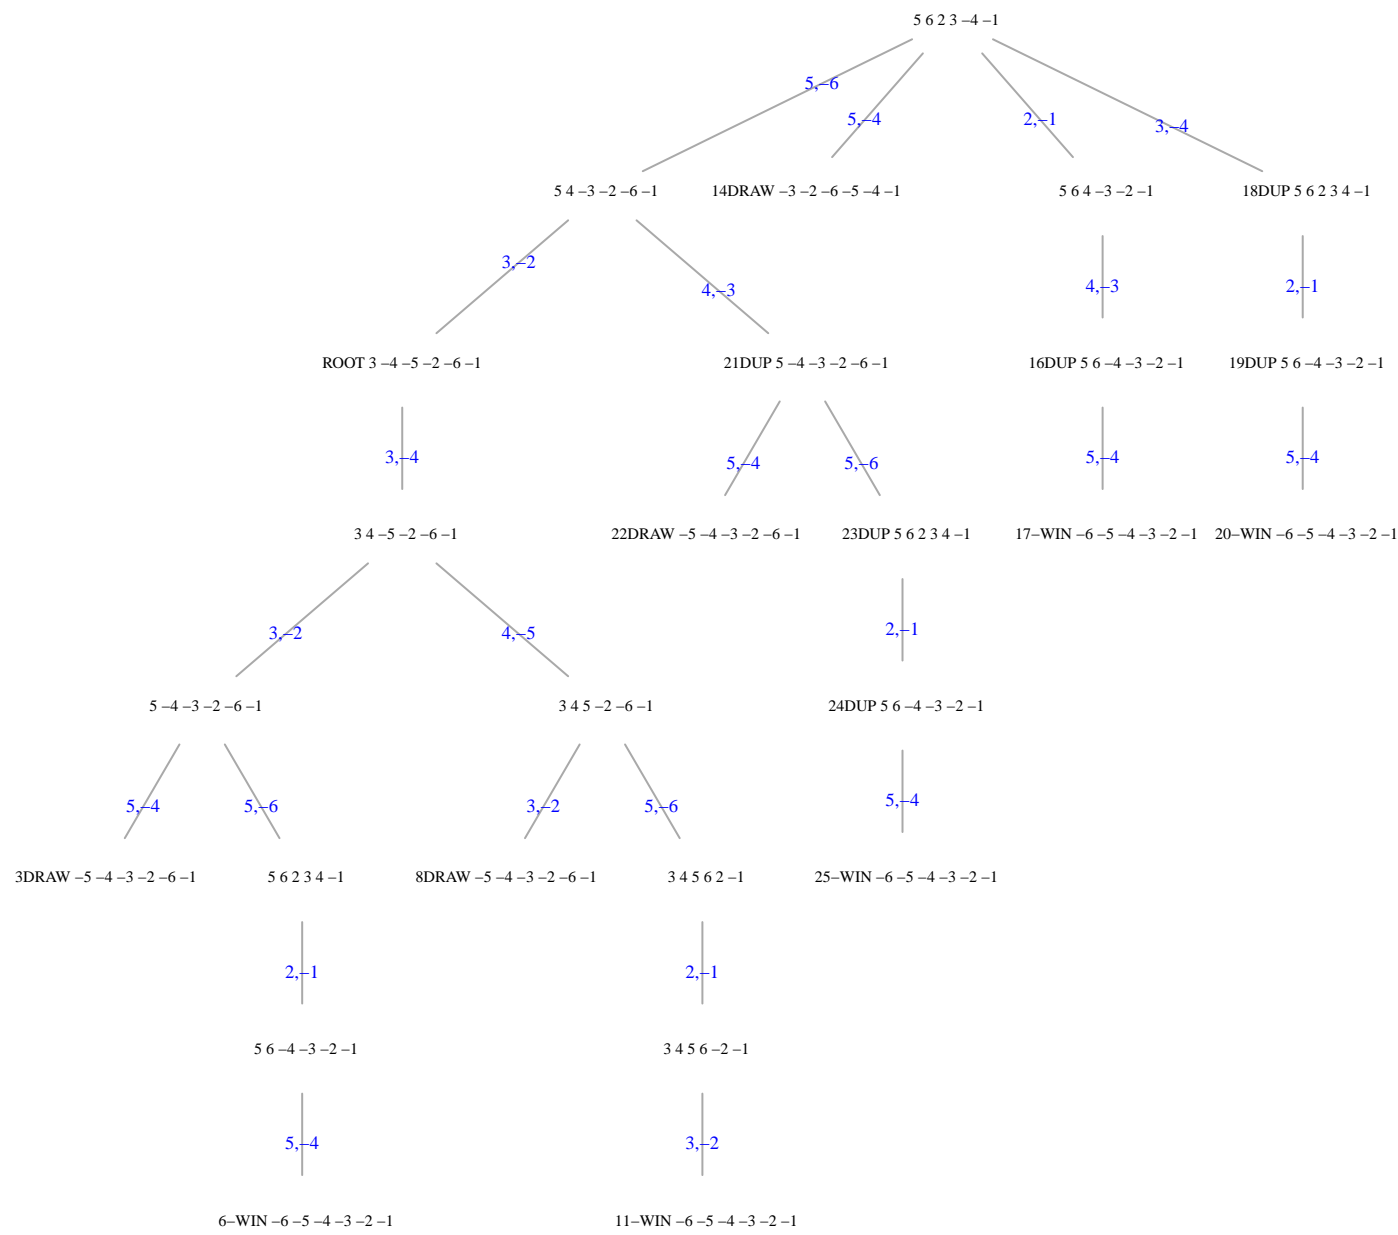 5 6 2 3 –4 –1
5,–6
5,–4
2,–1
3,–4
5 4 –3 –2 –6 –1
14DRAW –3 –2 –6 –5 –4 –1
5 6 4 –3 –2 –1
18DUP 5 6 2 3 4 –1
3,–2
4,–3
4,–3
2,–1
ROOT 3 –4 –5 –2 –6 –1
21DUP 5 –4 –3 –2 –6 –1
16DUP 5 6 –4 –3 –2 –1
19DUP 5 6 –4 –3 –2 –1
3,–4
5,–4
5,–6
5,–4
5,–4
3 4 –5 –2 –6 –1
22DRAW –5 –4 –3 –2 –6 –1
23DUP 5 6 2 3 4 –1
17–WIN –6 –5 –4 –3 –2 –1
20–WIN –6 –5 –4 –3 –2 –1
3,–2
4,–5
2,–1
5 –4 –3 –2 –6 –1
3 4 5 –2 –6 –1
24DUP 5 6 –4 –3 –2 –1
5,–4
5,–6
3,–2
5,–6
5,–4
3DRAW –5 –4 –3 –2 –6 –1
5 6 2 3 4 –1
8DRAW –5 –4 –3 –2 –6 –1
3 4 5 6 2 –1
25–WIN –6 –5 –4 –3 –2 –1
2,–1
2,–1
5 6 –4 –3 –2 –1
3 4 5 6 –2 –1
5,–4
3,–2
6–WIN –6 –5 –4 –3 –2 –1
11–WIN –6 –5 –4 –3 –2 –1